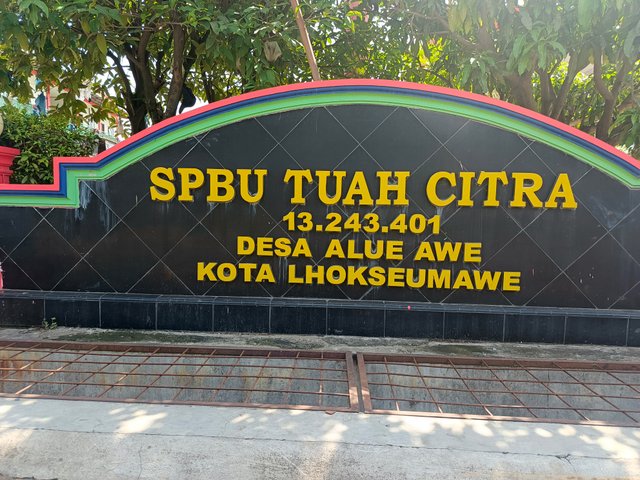 SPBU TUAH CITRA
13.243.401
DESA ALUE AWE
KOTA LHOKSEUMAWE